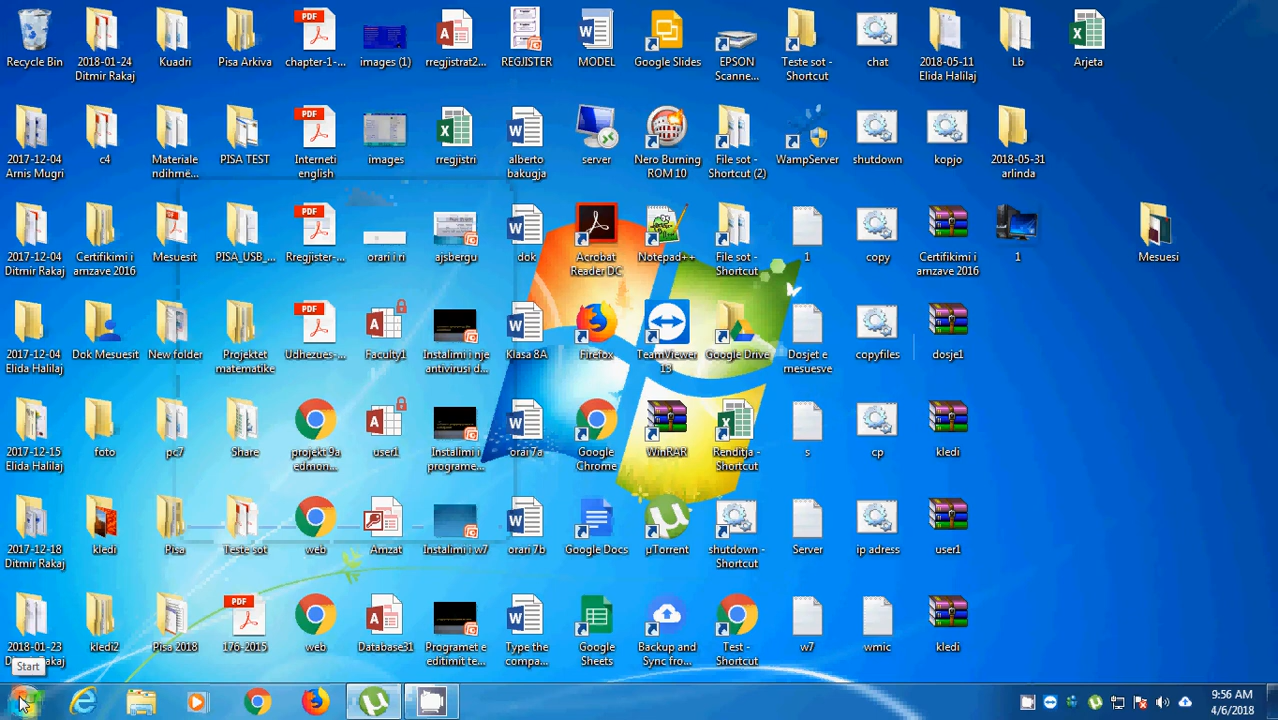 Recycle Bin
2018-01-24
Ditmir Rakaj
Kuadri
Pisa Arkiva
PDF
chapter-1-...
images (1)
rregjistrat2...
REGJISTER
MODEL
Google Slides
EPSON
Scanne...
Teste sot -
Shortcut
chat
2018-05-11
Elida Halilaj
Lb
Arjeta
2017-12-04
Arnis Mugri
c4
Materiale
ndihmë...
PISA TEST
PDF
Interneti
english
images
rregjistri
alberto
bakugja
server
Nero Burning
ROM 10
File sot -
Shortcut (2)
WampServer
shutdown
kopjo
2018-05-31
arlinda
2017-12-04
Ditmir Rakaj
Certifikimi i
arnzave 2016
Mesuesit
PISA_USB_...
PDF
Rregjister-...
orari i ri
ajsbergu
dok
Acrobat
Reader DC
Notepad++
File sot -
Shortcut
1
copy
Certifikimi i
arnzave 2016
1
Mesuesi
2017-12-04
Elida Halilaj
Dok Mesuesit
New folder
Projektet
matematike
PDF
Udhezues-...
Faculty1
Instalimi i nje
antivirusi d...
Klasa 8A
Firefox
TeamViewer
13
Google Drive
Dosjet e
mesuesve
copyfiles
dosje1
2017-12-15
Elida Halilaj
foto
pc7
Share
projekt 9a
edmon...
user1
Instalimi i
programe...
orai 7a
Google
Chrome
WinRAR
Renditja -
Shortcut
s
cp
kledi
2017-12-18
Ditmir Rakaj
kledi
Pisa
Teste sot
web
Amzat
Instalimi i w7
orari 7b
Google Docs
µTorrent
shutdown -
Shortcut
Server
ip adress
user1
2018-01-23
Rakaj
kledi2
Pisa 2018
PDF
176-2015
web
Database31
Programet e
editimit te...
Type the
compa...
Google
Sheets
Backup and
Sync fro...
Test -
Shortcut
w7
wmic
kledi
Start
9:56 AM
4/6/2018